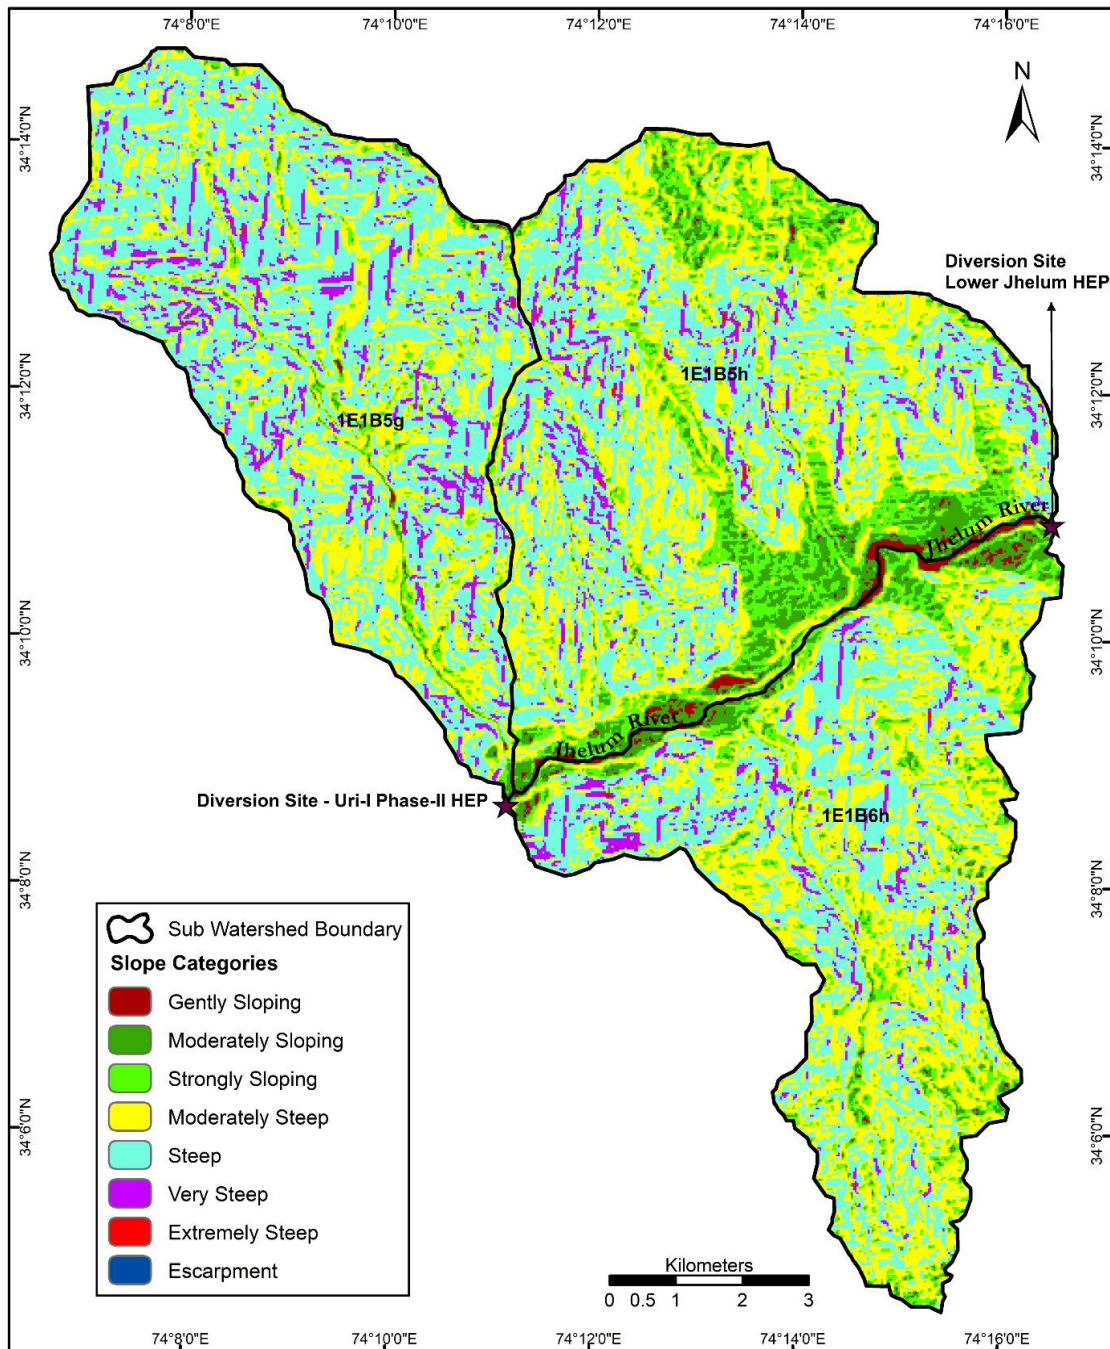 74°8'0"E
74°10'0"E
74°12'0"E
74°14'0"E
74°16'0"E
N
34°14'0"N
34°14'0"N
Diversion Site
Lower Jhelum HEP
34°12'0"N
34°12'0"N
1E1B5h
1E1B5g
Jhelum River
34°10'0"N
34°10'0"N
Jhelum River
Diversion Site - Uri-I Phase-II HEP
1E1B6h
34°8'0"N
34°8'0"N
Sub Watershed Boundary
Slope Categories
Gently Sloping
Moderately Sloping
Strongly Sloping
Moderately Steep
Steep
Very Steep
Extremely Steep
Escarpment
34°6'0"N
34°6'0"N
Kilometers
0 0.5 1 2 3
74°8'0"E
74°10'0"E
74°12'0"E
74°14'0"E
74°16'0"E